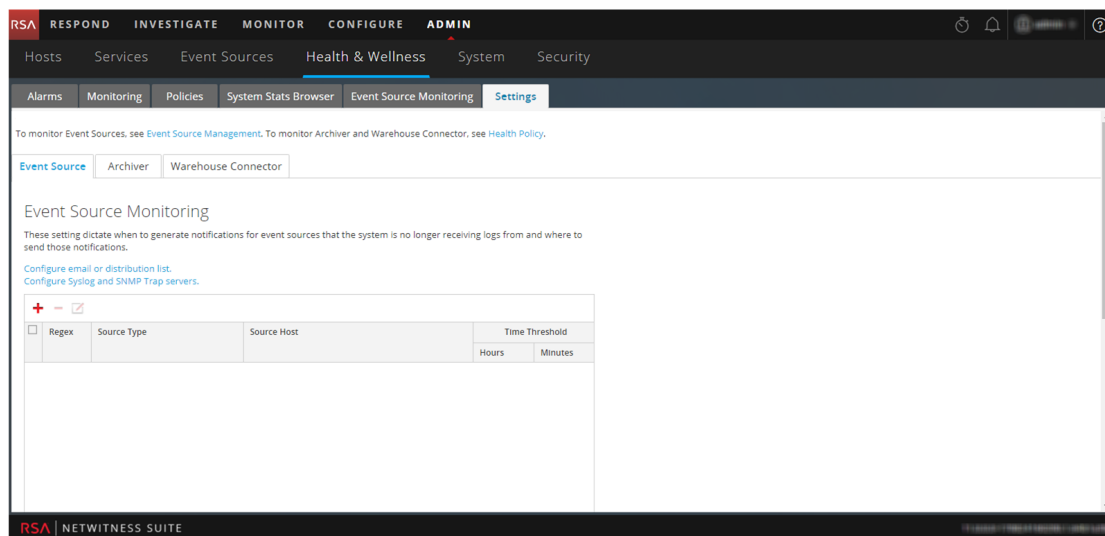 RSA RESPOND INVESTIGATE MONITOR CONFIGURE ADMIN
Hosts Services Event Sources Health & Wellness System Security
Alarms Monitoring Policies System Stats Browser Event Source Monitoring Settings
To monitor Event Sources, see Event Source Management. To monitor Archiver and Warehouse Connector, see Health Policy.
Event Source Archiver Warehouse Connector
Event Source Monitoring
These setting dictate when to generate notifications for event sources that the system is no longer receiving logs from and where to
send those notifications.
Configure email or distribution list.
Configure Syslog and SNMP Trap servers.
Regex Source Type Source Host Time Threshold
Hours Minutes
RSA NETWITNESS SUITE